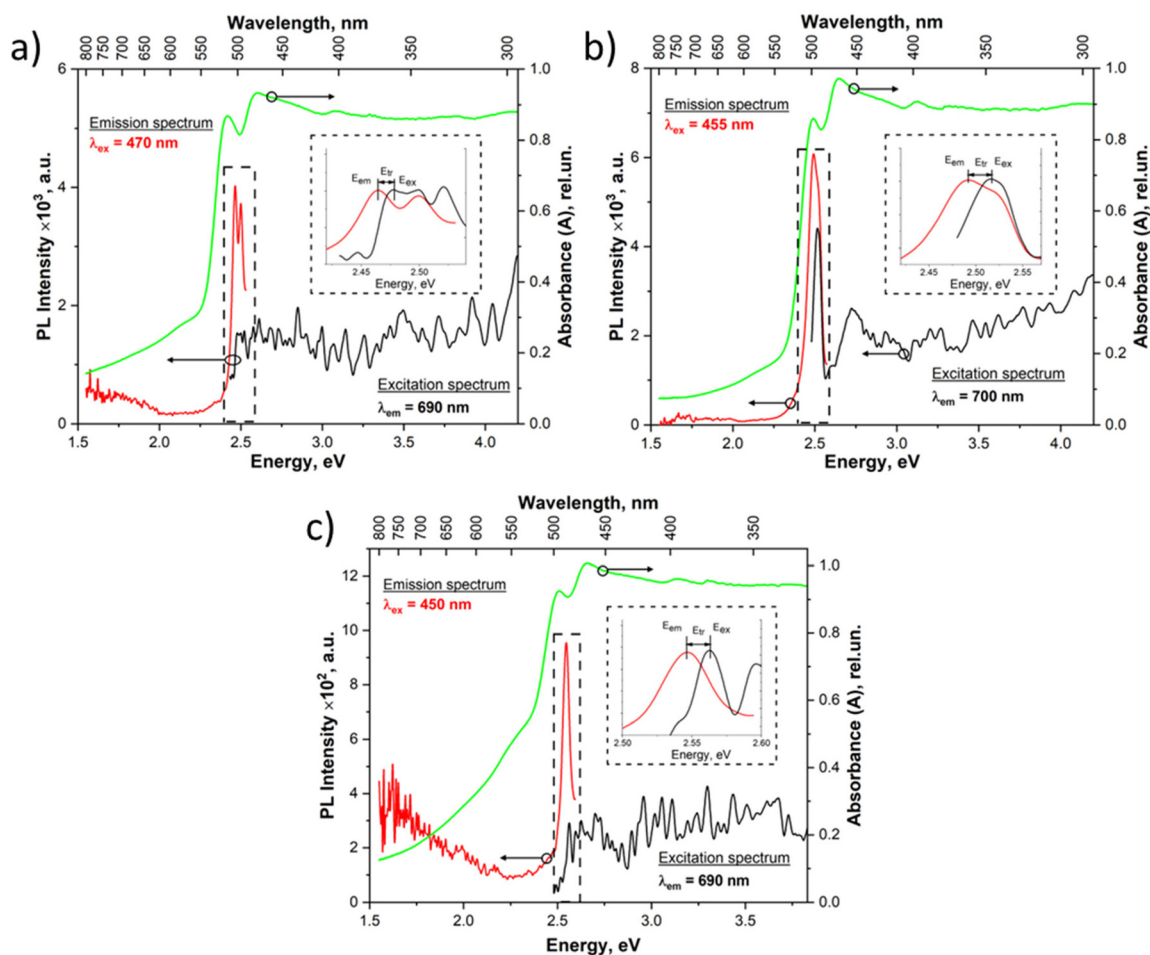 a)
Wavelength, nm
800 750 700 650 600 550 500 450 400 350 300
PL Intensity ×10³, a.u.
6
4
2
0
Emission spectrum
λex = 470 nm
Eem Etr Eex
2.45 2.50
Energy, eV
Excitation spectrum
λem = 690 nm
1.0
0.8
0.6
0.4
0.2
0.0
Absorbance (A), rel.un.
1.5 2.0 2.5 3.0 3.5 4.0
Energy, eV
b)
Wavelength, nm
800 750 700 650 600 550 500 450 400 350 300
PL Intensity ×10³, a.u.
8
6
4
2
0
Emission spectrum
λex = 455 nm
Eem Etr Eex
2.45 2.50 2.55
Energy, eV
Excitation spectrum
λem = 700 nm
1.0
0.8
0.6
0.4
0.2
0.0
Absorbance (A), rel.un.
1.5 2.0 2.5 3.0 3.5 4.0
Energy, eV
c)
Wavelength, nm
800 750 700 650 600 550 500 450 400 350
PL Intensity ×10², a.u.
12
10
8
6
4
2
0
Emission spectrum
λex = 450 nm
Eem Etr Eex
2.50 2.55 2.60
Energy, eV
Excitation spectrum
λem = 690 nm
1.0
0.8
0.6
0.4
0.2
0.0
Absorbance (A), rel.un.
1.5 2.0 2.5 3.0 3.5
Energy, eV